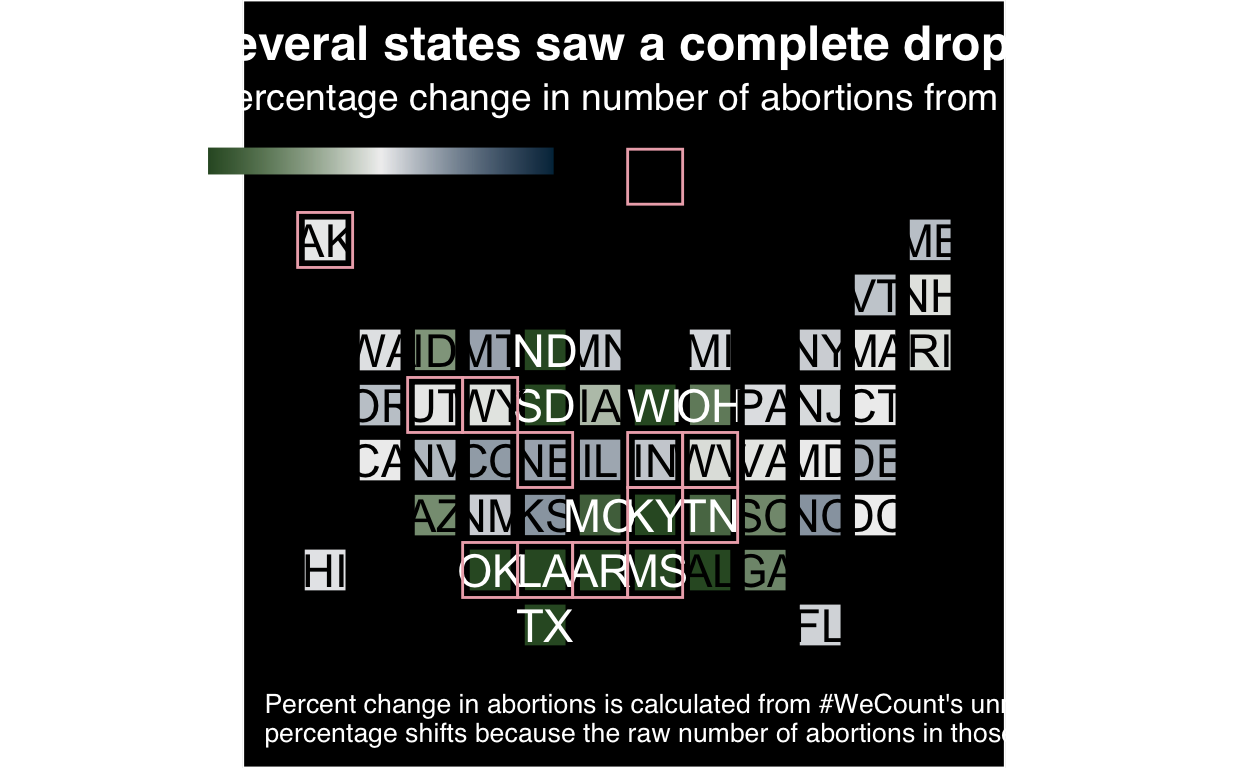 everal states saw a complete drop
ercentage change in number of abortions from
AK ME
VT NH
WA ID MT ND MN MI NY MA RI
OR UT WY SD IA WI OH PA NJ CT
CA NV CO NE IL IN WV VA MD DE
AZ NM KS MO KY TN SC NC DC
HI OK LA AR MS AL GA
TX FL
Percent change in abortions is calculated from #WeCount's unr
percentage shifts because the raw number of abortions in those